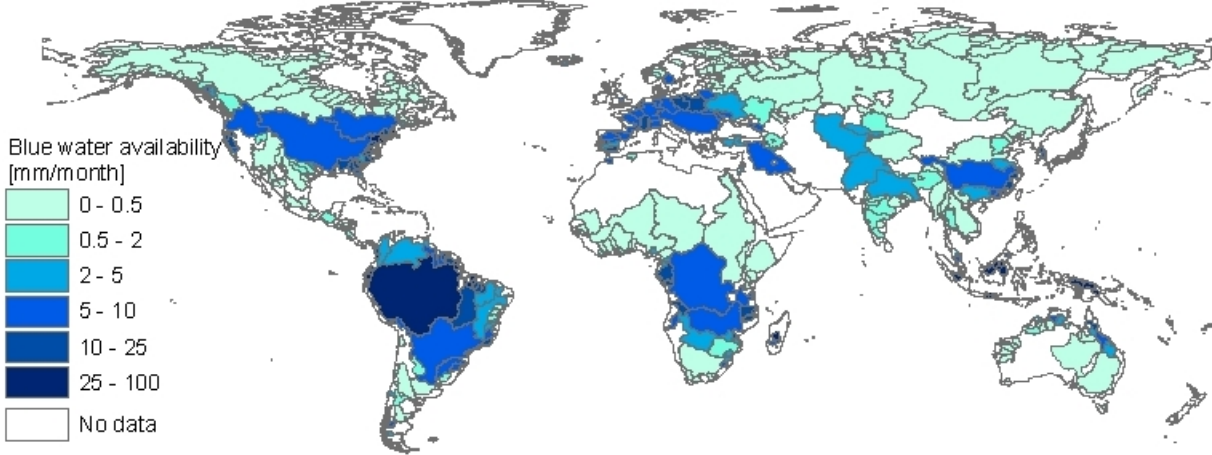 Blue water availability
[mm/month]
0 - 0.5
0.5 - 2
2 - 5
5 - 10
10 - 25
25 - 100
No data